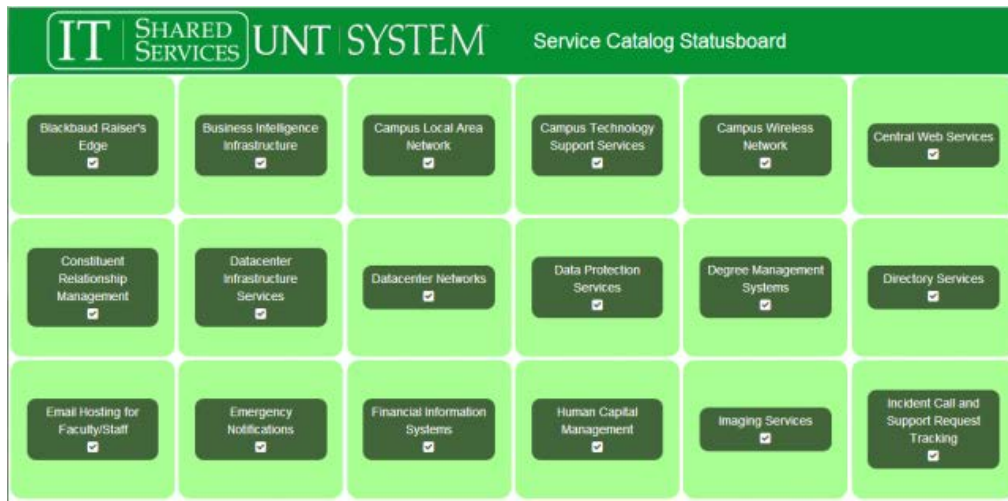 IT SHARED SERVICES UNT SYSTEM™ Service Catalog Statusboard
Blackbaud Raiser's
Edge
Business Intelligence
Infrastructure
Campus Local Area
Network
Campus Technology
Support Services
Campus Wireless
Network
Central Web Services
Constituent
Relationship
Management
Datacenter
Infrastructure
Services
Datacenter Networks
Data Protection
Services
Degree Management
Systems
Directory Services
Email Hosting for
Faculty/Staff
Emergency
Notifications
Financial Information
Systems
Human Capital
Management
Imaging Services
Incident Call and
Support Request
Tracking